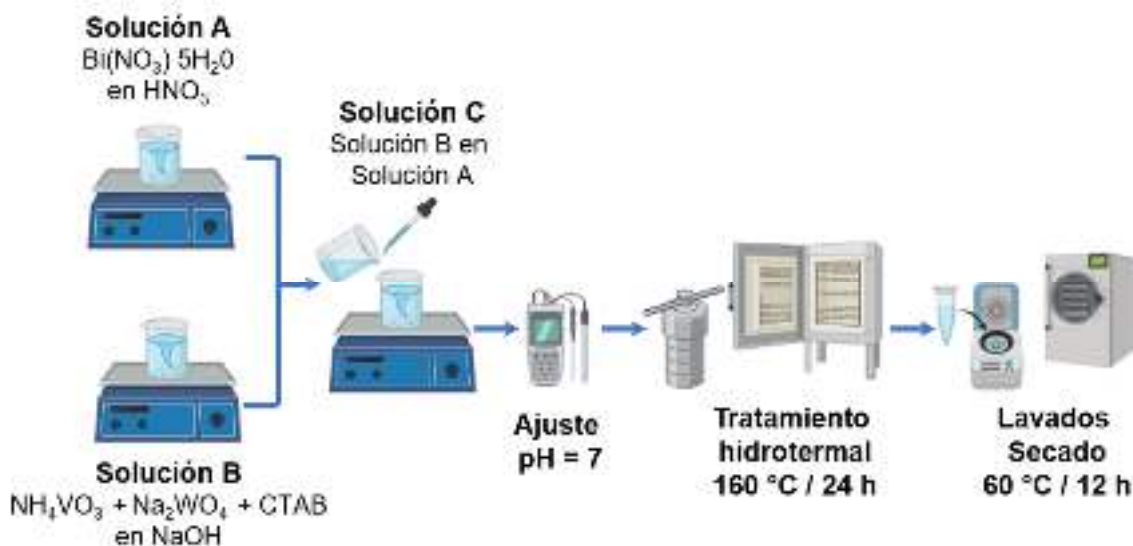 Solución A
Bi(NO₃) 5H₂0
en HNO₃
Solución C
Solución B en
Solución A
Solución B
NH₄VO₃ + Na₂WO₄ + CTAB
en NaOH
Ajuste
pH = 7
Tratamiento
hidrotermal
160 °C / 24 h
Lavados
Secado
60 °C / 12 h